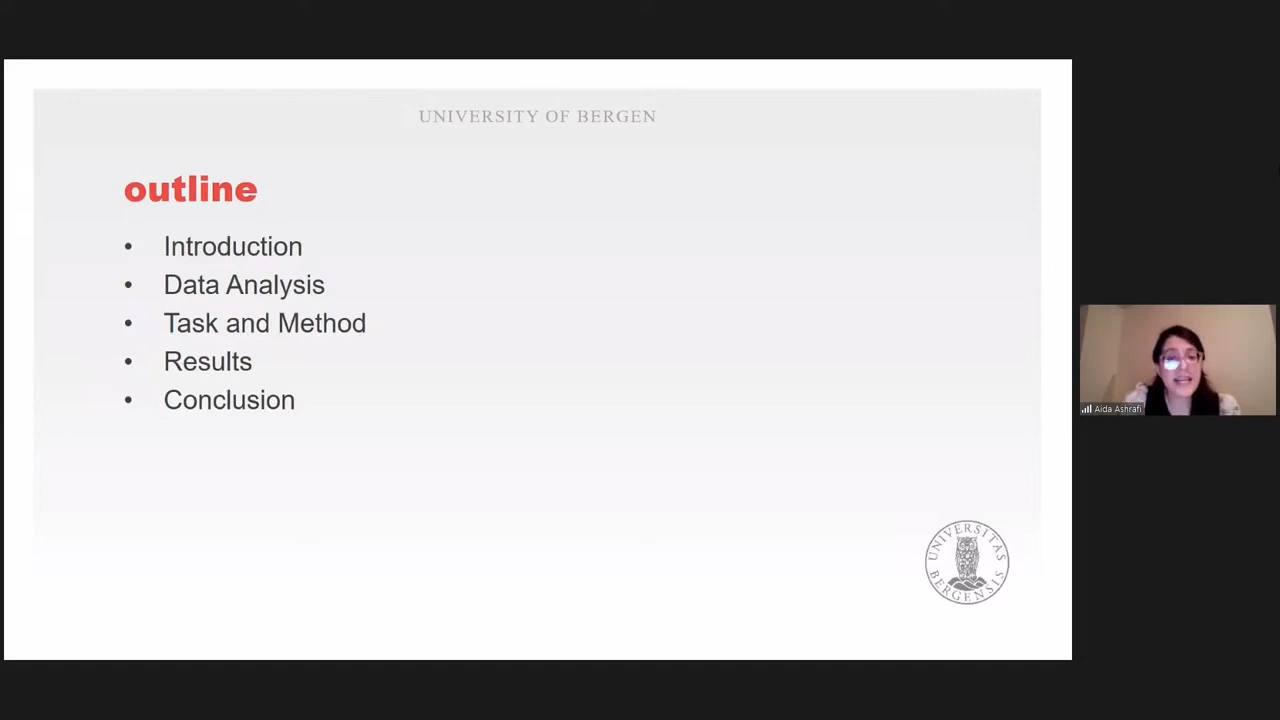 UNIVERSITY OF BERGEN
outline
• Introduction
• Data Analysis
• Task and Method
• Results
• Conclusion
UNIVERSITAS
BERGENSIS
Aida Ashrafi